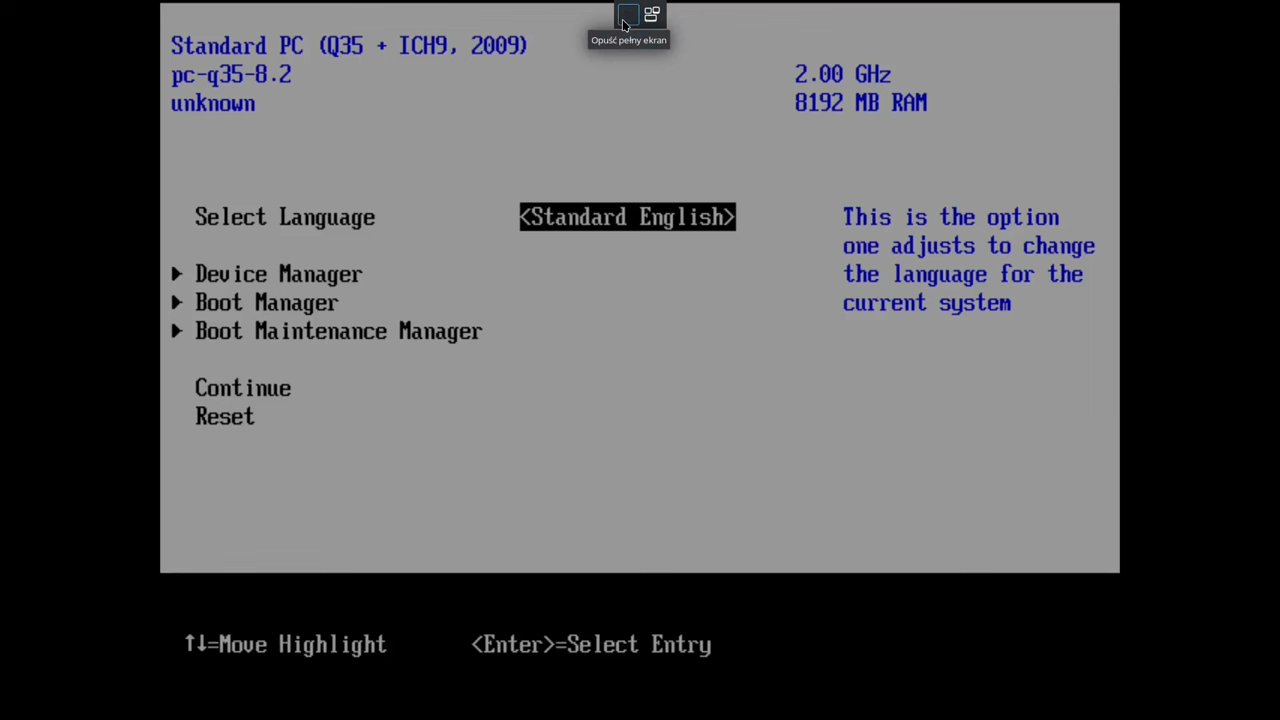 Opuść pełny ekran
Standard PC (Q35 + ICH9, 2009)
pc-q35-8.2
2.00 GHz
unknown
8192 MB RAM
Select Language
<Standard English>
This is the option
one adjusts to change
the language for the
current system
Device Manager
Boot Manager
Boot Maintenance Manager
Continue
Reset
↑↓=Move Highlight
<Enter>=Select Entry